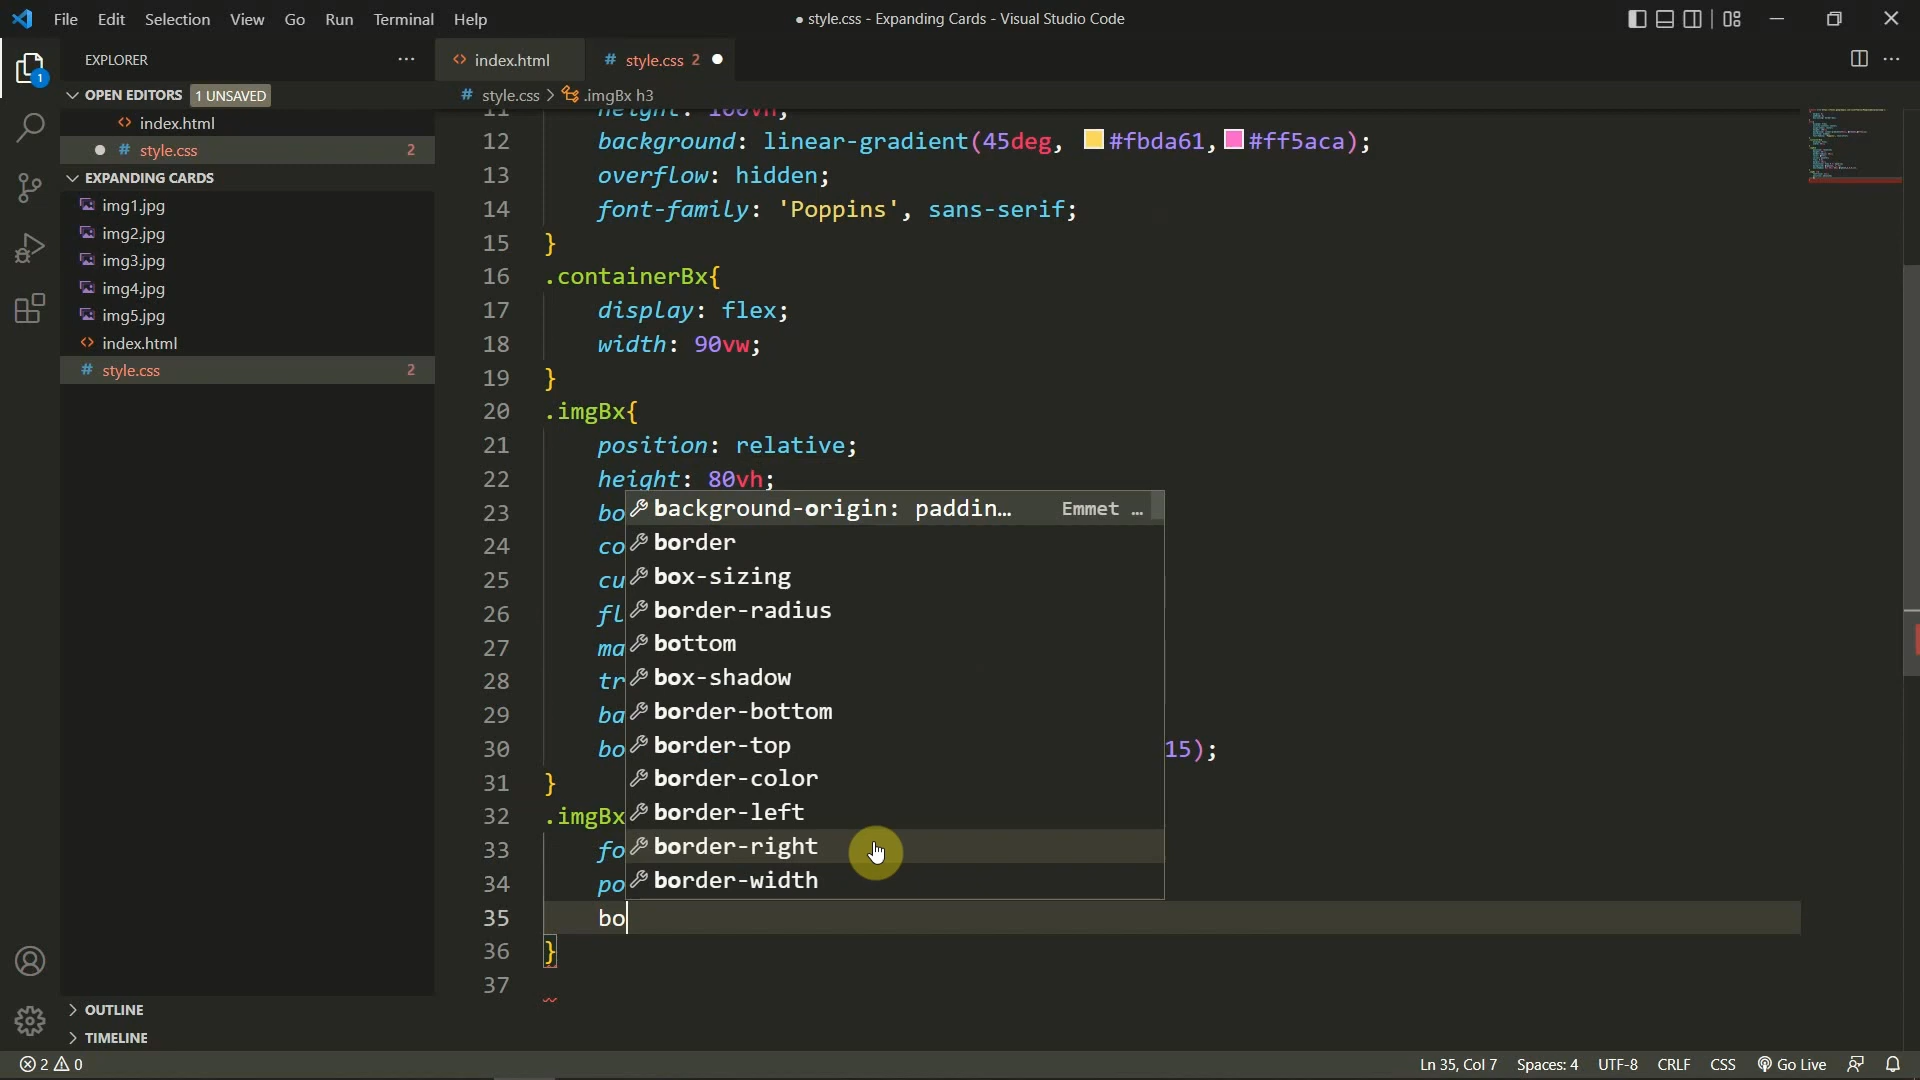 File Edit Selection View Go Run Terminal Help
● style.css - Expanding Cards - Visual Studio Code
EXPLORER
1
OPEN EDITORS 1 UNSAVED
index.html
style.css 2
EXPANDING CARDS
img1.jpg
img2.jpg
img3.jpg
img4.jpg
img5.jpg
index.html
style.css 2
OUTLINE
TIMELINE
index.html
style.css 2
style.css > .imgBx h3
11 height: 100vh;
12 background: linear-gradient(45deg, #fbda61,#ff5aca);
13 overflow: hidden;
14 font-family: 'Poppins', sans-serif;
15 }
16 .containerBx{
17 display: flex;
18 width: 90vw;
19 }
20 .imgBx{
21 position: relative;
22 height: 80vh;
23 bo
24 co
25 cu
26 fl
27 ma
28 tr
29 ba
30 bo 15);
31 }
32 .imgBx
33 fo
34 po
35 bo
36 }
37
background-origin: paddin… Emmet …
border
box-sizing
border-radius
bottom
box-shadow
border-bottom
border-top
border-color
border-left
border-right
border-width
2 0
Ln 35, Col 7 Spaces: 4 UTF-8 CRLF CSS Go Live